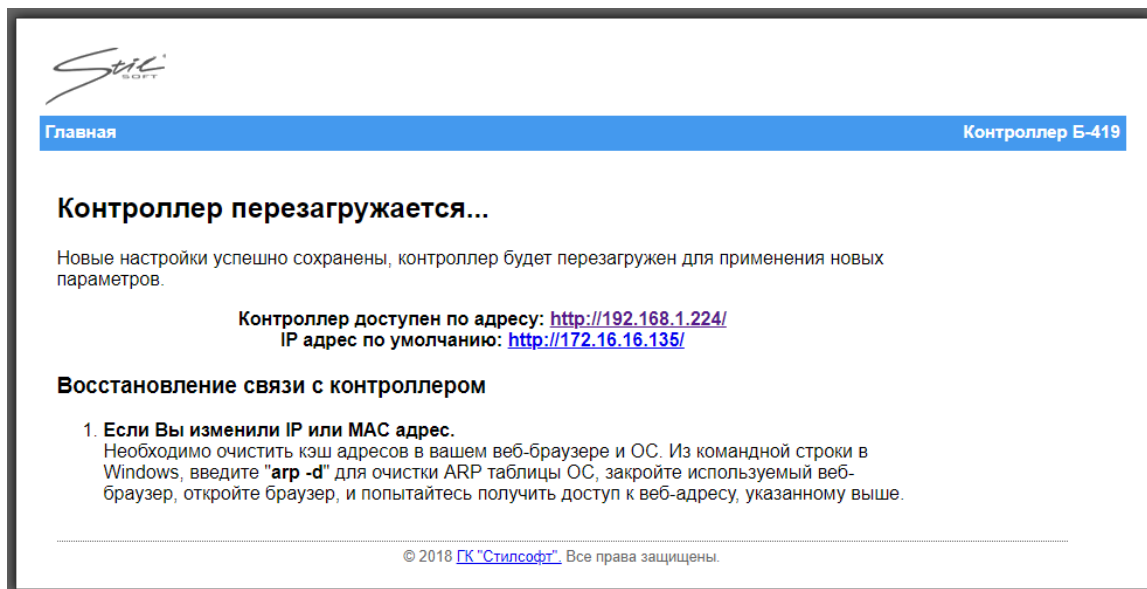 Stil
SOFT
Главная
Контроллер Б-419
Контроллер перезагружается...
Новые настройки успешно сохранены, контроллер будет перезагружен для применения новых
параметров.
Контроллер доступен по адресу: http://192.168.1.224/
IP адрес по умолчанию: http://172.16.16.135/
Восстановление связи с контроллером
1. Если Вы изменили IP или MAC адрес.
Необходимо очистить кэш адресов в вашем веб-браузере и ОС. Из командной строки в
Windows, введите "arp -d" для очистки ARP таблицы ОС, закройте используемый веб-
браузер, откройте браузер, и попытайтесь получить доступ к веб-адресу, указанному выше.
© 2018 ГК "Стилсофт". Все права защищены.